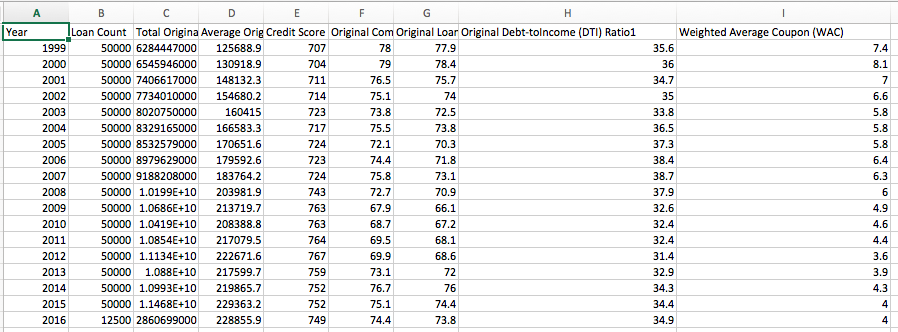 A B C D E F G H I
Year Loan Count Total Origina Average Orig Credit Score Original Com Original Loar Original Debt-toIncome (DTI) Ratio1 Weighted Average Coupon (WAC)
1999 50000 6284447000 125688.9 707 78 77.9 35.6 7.4
2000 50000 6545946000 130918.9 704 79 78.4 36 8.1
2001 50000 7406617000 148132.3 711 76.5 75.7 34.7 7
2002 50000 7734010000 154680.2 714 75.1 74 35 6.6
2003 50000 8020750000 160415 723 73.8 72.5 33.8 5.8
2004 50000 8329165000 166583.3 717 75.5 73.8 36.5 5.8
2005 50000 8532579000 170651.6 724 72.1 70.3 37.3 5.8
2006 50000 8979629000 179592.6 723 74.4 71.8 38.4 6.4
2007 50000 9188208000 183764.2 724 75.8 73.1 38.7 6.3
2008 50000 1.0199E+10 203981.9 743 72.7 70.9 37.9 6
2009 50000 1.0686E+10 213719.7 763 67.9 66.1 32.6 4.9
2010 50000 1.0419E+10 208388.8 763 68.7 67.2 32.4 4.6
2011 50000 1.0854E+10 217079.5 764 69.5 68.1 32.4 4.4
2012 50000 1.1134E+10 222671.6 767 69.9 68.6 31.4 3.6
2013 50000 1.088E+10 217599.7 759 73.1 72 32.9 3.9
2014 50000 1.0993E+10 219865.7 752 76.7 76 34.3 4.3
2015 50000 1.1468E+10 229363.2 752 75.1 74.4 34.4 4
2016 12500 2860699000 228855.9 749 74.4 73.8 34.9 4